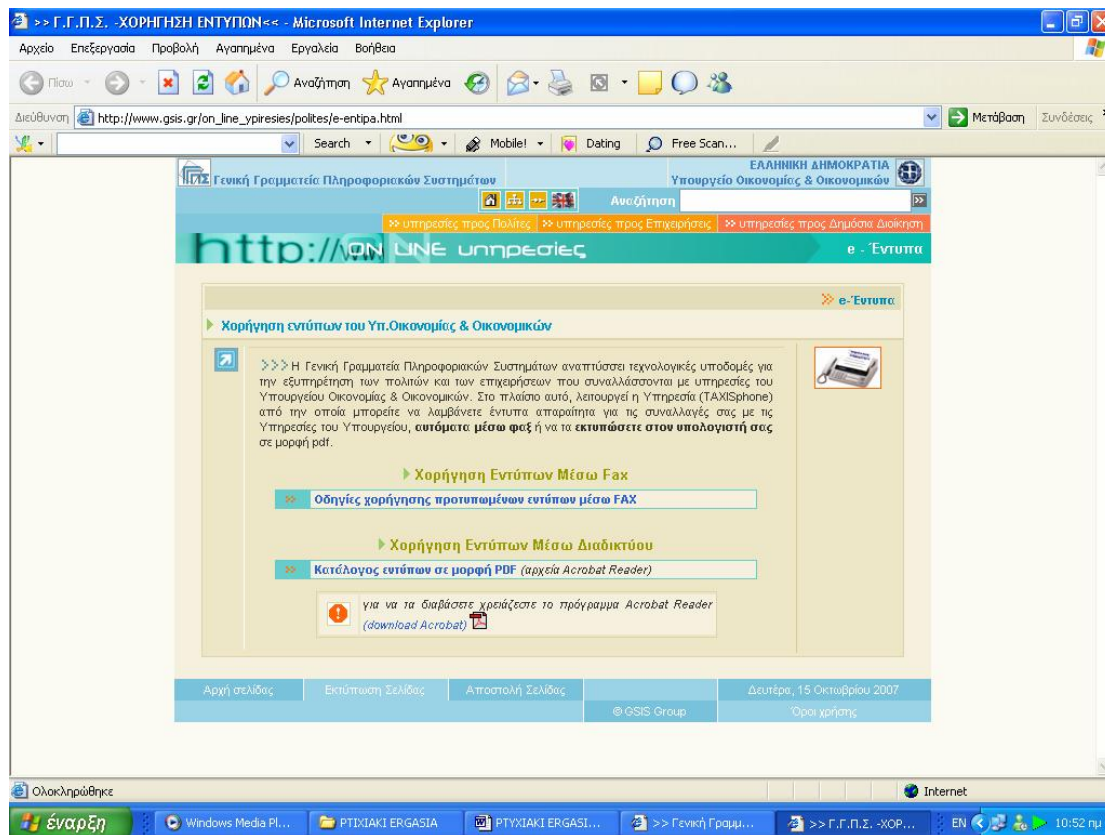 >> Γ.Γ.Π.Σ. -ΧΟΡΗΓΗΣΗ ΕΝΤΥΠΩΝ<< - Microsoft Internet Explorer
Αρχείο Επεξεργασία Προβολή Αγαπημένα Εργαλεία Βοήθεια
Πίσω Αναζήτηση Αγαπημένα
Διεύθυνση http://www.gsis.gr/on_line_ypiresies/polites/e-entipa.html Μετάβαση Συνδέσεις
Search Mobile! Dating Free Scan...
ΕΛΛΗΝΙΚΗ ΔΗΜΟΚΡΑΤΙΑ
Γενική Γραμματεία Πληροφοριακών Συστημάτων Υπουργείο Οικονομίας & Οικονομικών
Αναζήτηση
>> υπηρεσίες προς Πολίτες >> υπηρεσίες προς Επιχειρήσεις >> υπηρεσίες προς Δημόσια Διοίκηση
http:// ON LINE υπηρεσίες e - Έντυπα
e-Έντυπα
Χορήγηση εντύπων του Υπ.Οικονομίας & Οικονομικών
>>>Η Γενική Γραμματεία Πληροφοριακών Συστημάτων αναπτύσσει τεχνολογικές υποδομές για
την εξυπηρέτηση των πολιτών και των επιχειρήσεων που συναλλάσσονται με υπηρεσίες του
Υπουργείου Οικονομίας & Οικονομικών. Στο πλαίσιο αυτό, λειτουργεί η Υπηρεσία (TAXISphone)
από την οποία μπορείτε να λαμβάνετε έντυπα απαραίτητα για τις συναλλαγές σας με τις
Υπηρεσίες του Υπουργείου, αυτόματα μέσω φαξ ή να τα εκτυπώσετε στον υπολογιστή σας
σε μορφή pdf.
Χορήγηση Εντύπων Μέσω Fax
Οδηγίες χορήγησης προτυπωμένων εντύπων μέσω FAX
Χορήγηση Εντύπων Μέσω Διαδικτύου
Κατάλογος εντύπων σε μορφή PDF (αρχεία Acrobat Reader)
για να τα διαβάσετε χρειάζεστε το πρόγραμμα Acrobat Reader
(download Acrobat)
Αρχή σελίδας Εκτύπωση Σελίδας Αποστολή Σελίδας Δευτέρα, 15 Οκτωβρίου 2007
© GSIS Group Όροι χρήσης
Ολοκληρώθηκε Internet
έναρξη Windows Media Pl... PTIXIAKI ERGASIA PTYXIAKI ERGASI... >> Γενική Γραμμ... >> Γ.Γ.Π.Σ. -ΧΟΡ... EN 10:52 πμ